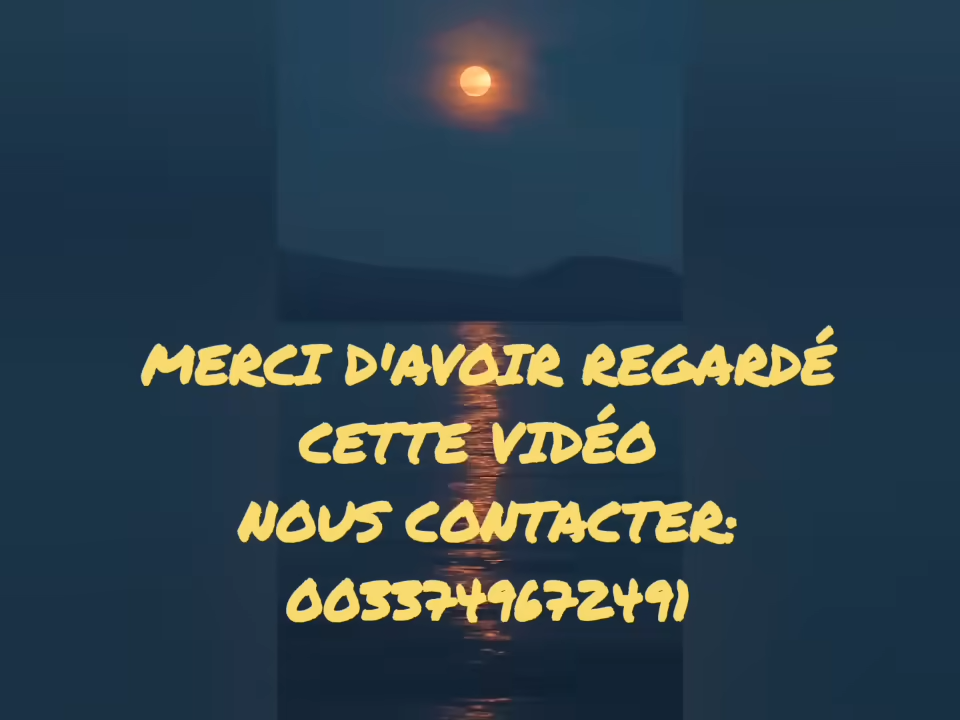 MERCI D'AVOIR REGARDÉ
CETTE VIDÉO
NOUS CONTACTER:
0033749672491